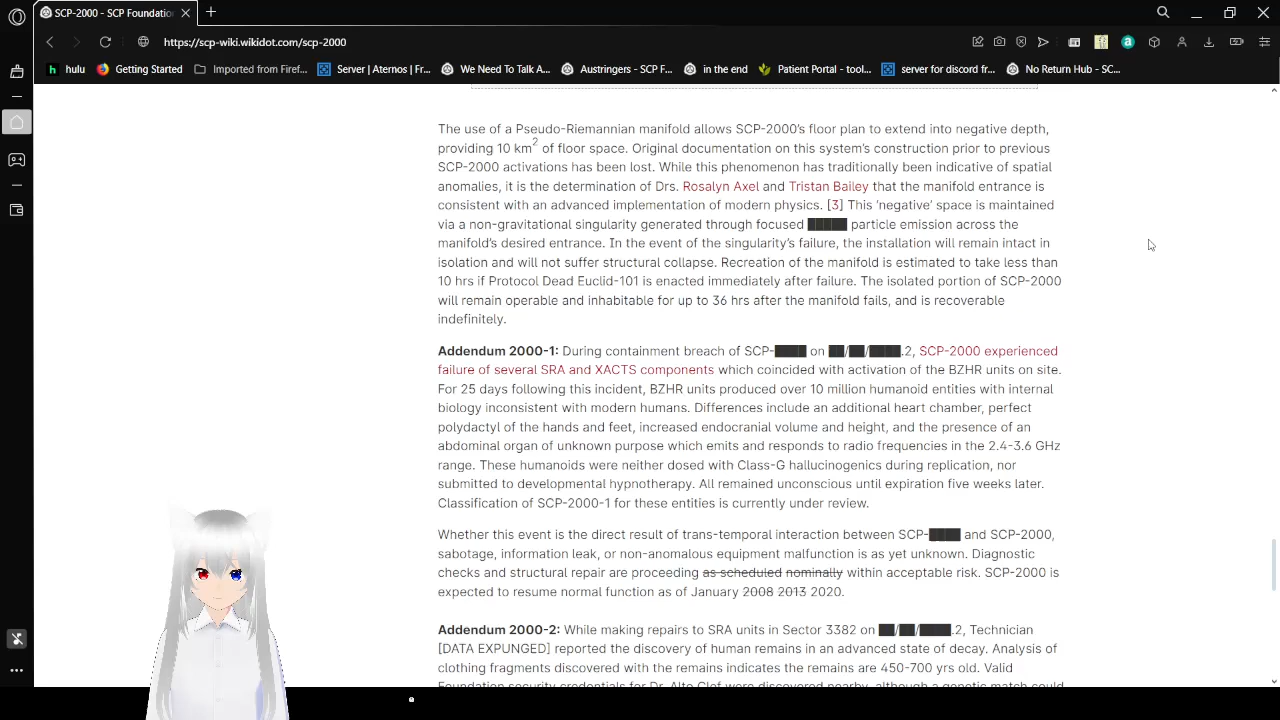 SCP-2000 - SCP Foundatio
https://scp-wiki.wikidot.com/scp-2000
hulu
Getting Started
Imported from Firef...
Server | Aternos | Fr...
We Need To Talk A...
Austringers - SCP F...
in the end
Patient Portal - tool...
server for discord fr...
No Return Hub - SC...
The use of a Pseudo-Riemannian manifold allows SCP-2000's floor plan to extend into negative depth,
providing 10 km2 of floor space. Original documentation on this system's construction prior to previous
SCP-2000 activations has been lost. While this phenomenon has traditionally been indicative of spatial
anomalies, it is the determination of Drs. Rosalyn Axel and Tristan Bailey that the manifold entrance is
consistent with an advanced implementation of modern physics. [3] This 'negative' space is maintained
via a non-gravitational singularity generated through focused █████ particle emission across the
manifold's desired entrance. In the event of the singularity's failure, the installation will remain intact in
isolation and will not suffer structural collapse. Recreation of the manifold is estimated to take less than
10 hrs if Protocol Dead Euclid-101 is enacted immediately after failure. The isolated portion of SCP-2000
will remain operable and inhabitable for up to 36 hrs after the manifold fails, and is recoverable
indefinitely.
Addendum 2000-1: During containment breach of SCP-████ on ██/██/████.2, SCP-2000 experienced
failure of several SRA and XACTS components which coincided with activation of the BZHR units on site.
For 25 days following this incident, BZHR units produced over 10 million humanoid entities with internal
biology inconsistent with modern humans. Differences include an additional heart chamber, perfect
polydactyl of the hands and feet, increased endocranial volume and height, and the presence of an
abdominal organ of unknown purpose which emits and responds to radio frequencies in the 2.4-3.6 GHz
range. These humanoids were neither dosed with Class-G hallucinogenics during replication, nor
submitted to developmental hypnotherapy. All remained unconscious until expiration five weeks later.
Classification of SCP-2000-1 for these entities is currently under review.
Whether this event is the direct result of trans-temporal interaction between SCP-████ and SCP-2000,
sabotage, information leak, or non-anomalous equipment malfunction is as yet unknown. Diagnostic
checks and structural repair are proceeding as scheduled nominally within acceptable risk. SCP-2000 is
expected to resume normal function as of January 2008 2013 2020.
Addendum 2000-2: While making repairs to SRA units in Sector 3382 on ██/██/████.2, Technician
[DATA EXPUNGED] reported the discovery of human remains in an advanced state of decay. Analysis of
clothing fragments discovered with the remains indicates the remains are 450-700 yrs old. Valid
Foundation security credentials for Dr. Alto Clef were discovered nearby, although a genetic match could